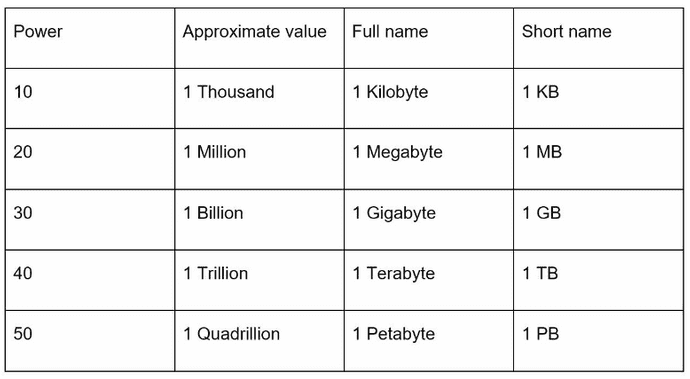 Power Approximate value Full name Short name
10 1 Thousand 1 Kilobyte 1 KB
20 1 Million 1 Megabyte 1 MB
30 1 Billion 1 Gigabyte 1 GB
40 1 Trillion 1 Terabyte 1 TB
50 1 Quadrillion 1 Petabyte 1 PB